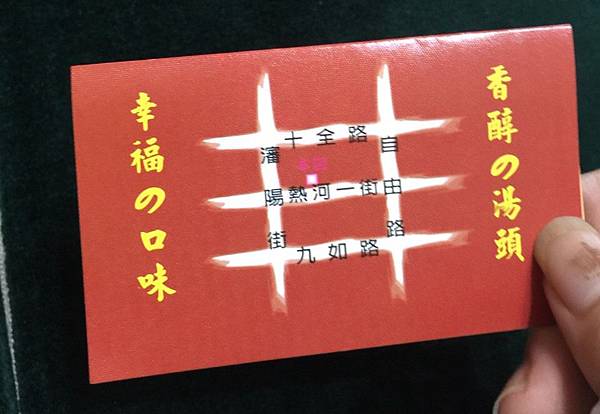 香醇の湯頭
自由路
十全路
瀋陽街
熱河一街
九如路
幸福の口味